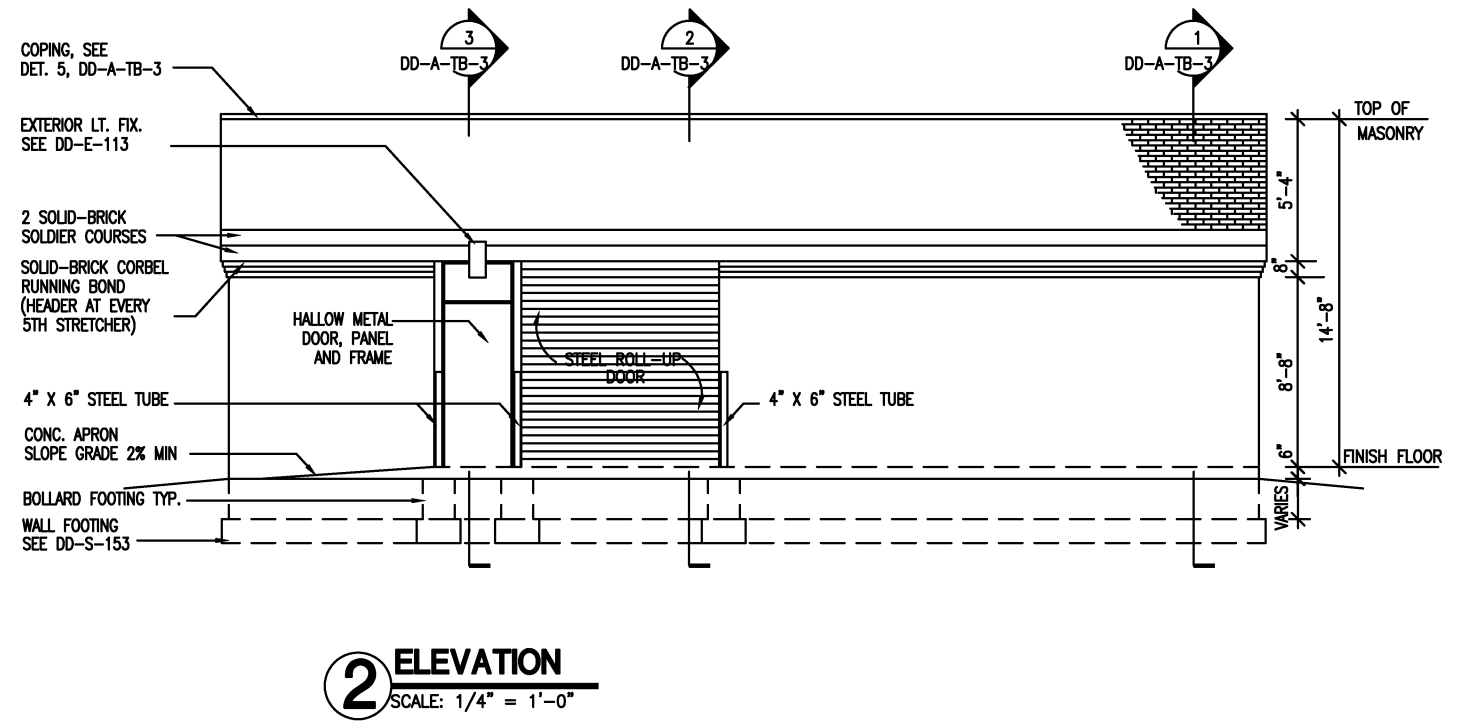 3
DD-A-TB-3
2
DD-A-TB-3
1
DD-A-TB-3
COPING, SEE
DET. 5, DD-A-TB-3
EXTERIOR LT. FIX.
SEE DD-E-113
2 SOLID-BRICK
SOLDIER COURSES
SOLID-BRICK CORBEL
RUNNING BOND
(HEADER AT EVERY
5TH STRETCHER)
HALLOW METAL
DOOR, PANEL
AND FRAME
STEEL ROLL-UP
DOOR
4" X 6" STEEL TUBE
4" X 6" STEEL TUBE
CONC. APRON
SLOPE GRADE 2% MIN
BOLLARD FOOTING TYP.
WALL FOOTING
SEE DD-S-153
TOP OF
MASONRY
5'-4"
8"
14'-8"
8'-8"
6"
FINISH FLOOR
VARIES
2 ELEVATION
SCALE: 1/4" = 1'-0"